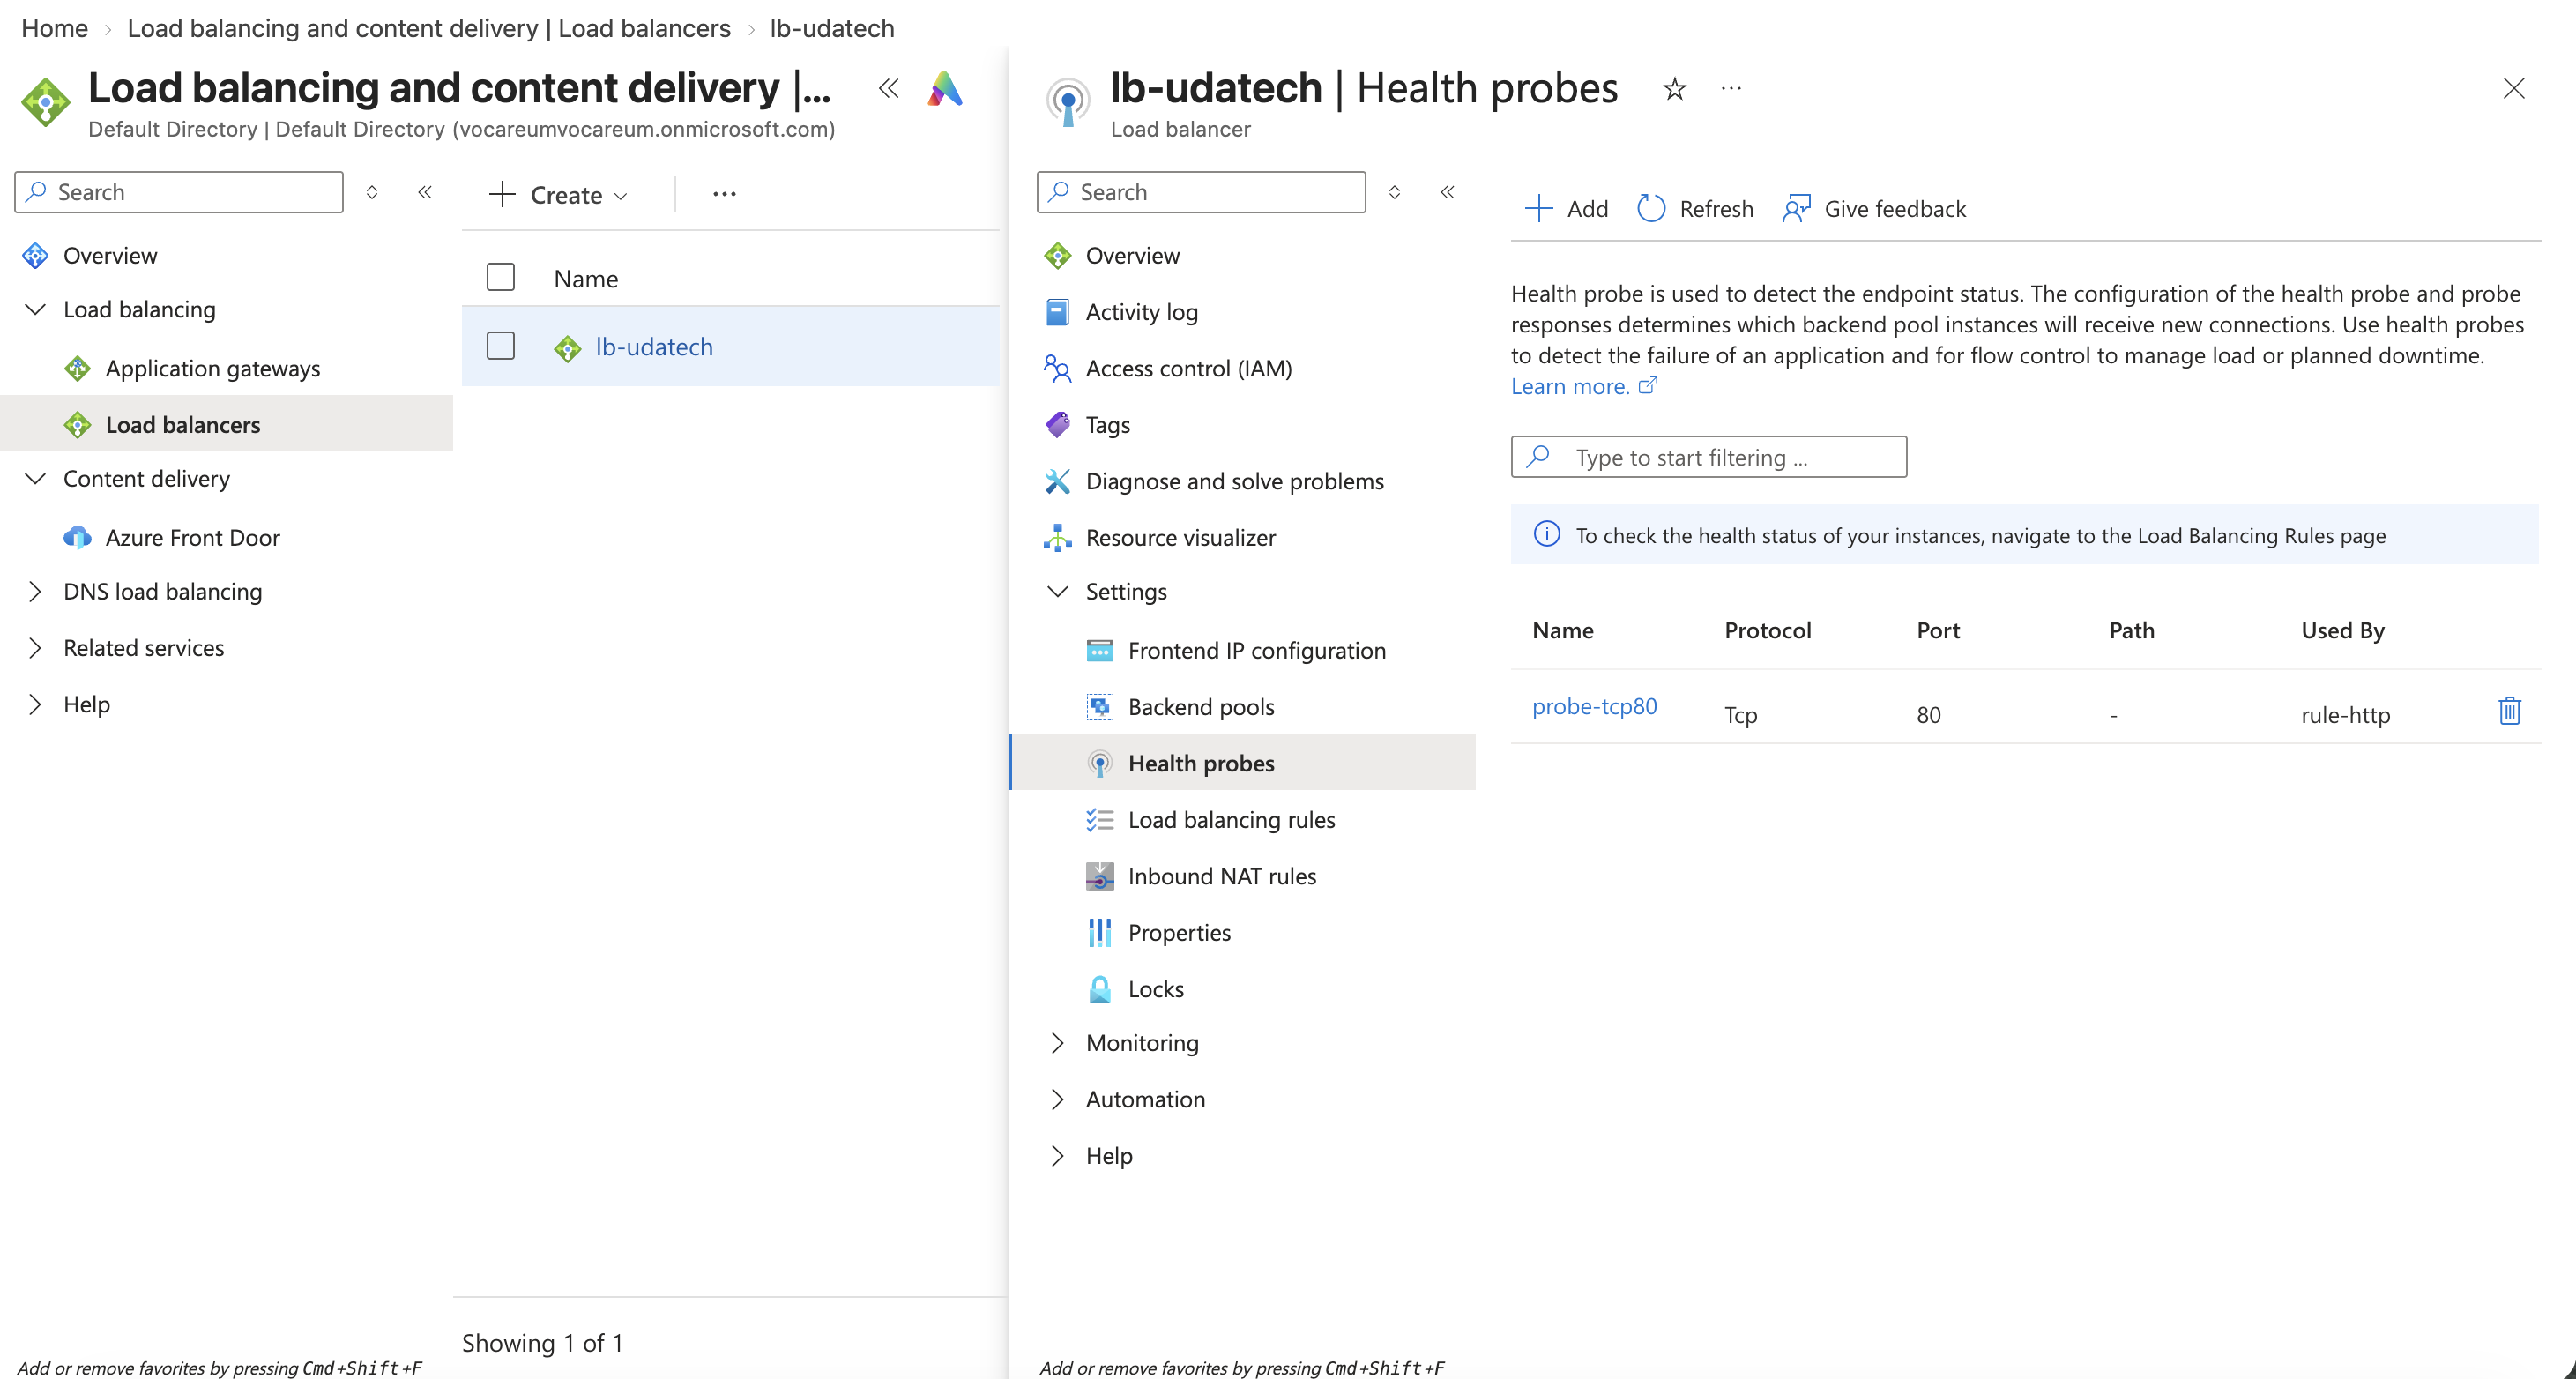 Home > Load balancing and content delivery | Load balancers > lb-udatech
Load balancing and content delivery |...
Default Directory | Default Directory (vocareumvocareum.onmicrosoft.com)
Search
Overview
Load balancing
Application gateways
Load balancers
Content delivery
Azure Front Door
DNS load balancing
Related services
Help
Add or remove favorites by pressing Cmd+Shift+F
Create
Name
lb-udatech
Showing 1 of 1
lb-udatech | Health probes
Load balancer
Search
Overview
Activity log
Access control (IAM)
Tags
Diagnose and solve problems
Resource visualizer
Settings
Frontend IP configuration
Backend pools
Health probes
Load balancing rules
Inbound NAT rules
Properties
Locks
Monitoring
Automation
Help
Add or remove favorites by pressing Cmd+Shift+F
Add Refresh Give feedback
Health probe is used to detect the endpoint status. The configuration of the health probe and probe
responses determines which backend pool instances will receive new connections. Use health probes
to detect the failure of an application and for flow control to manage load or planned downtime.
Learn more.
Type to start filtering ...
To check the health status of your instances, navigate to the Load Balancing Rules page
Name Protocol Port Path Used By
probe-tcp80 Tcp 80 - rule-http